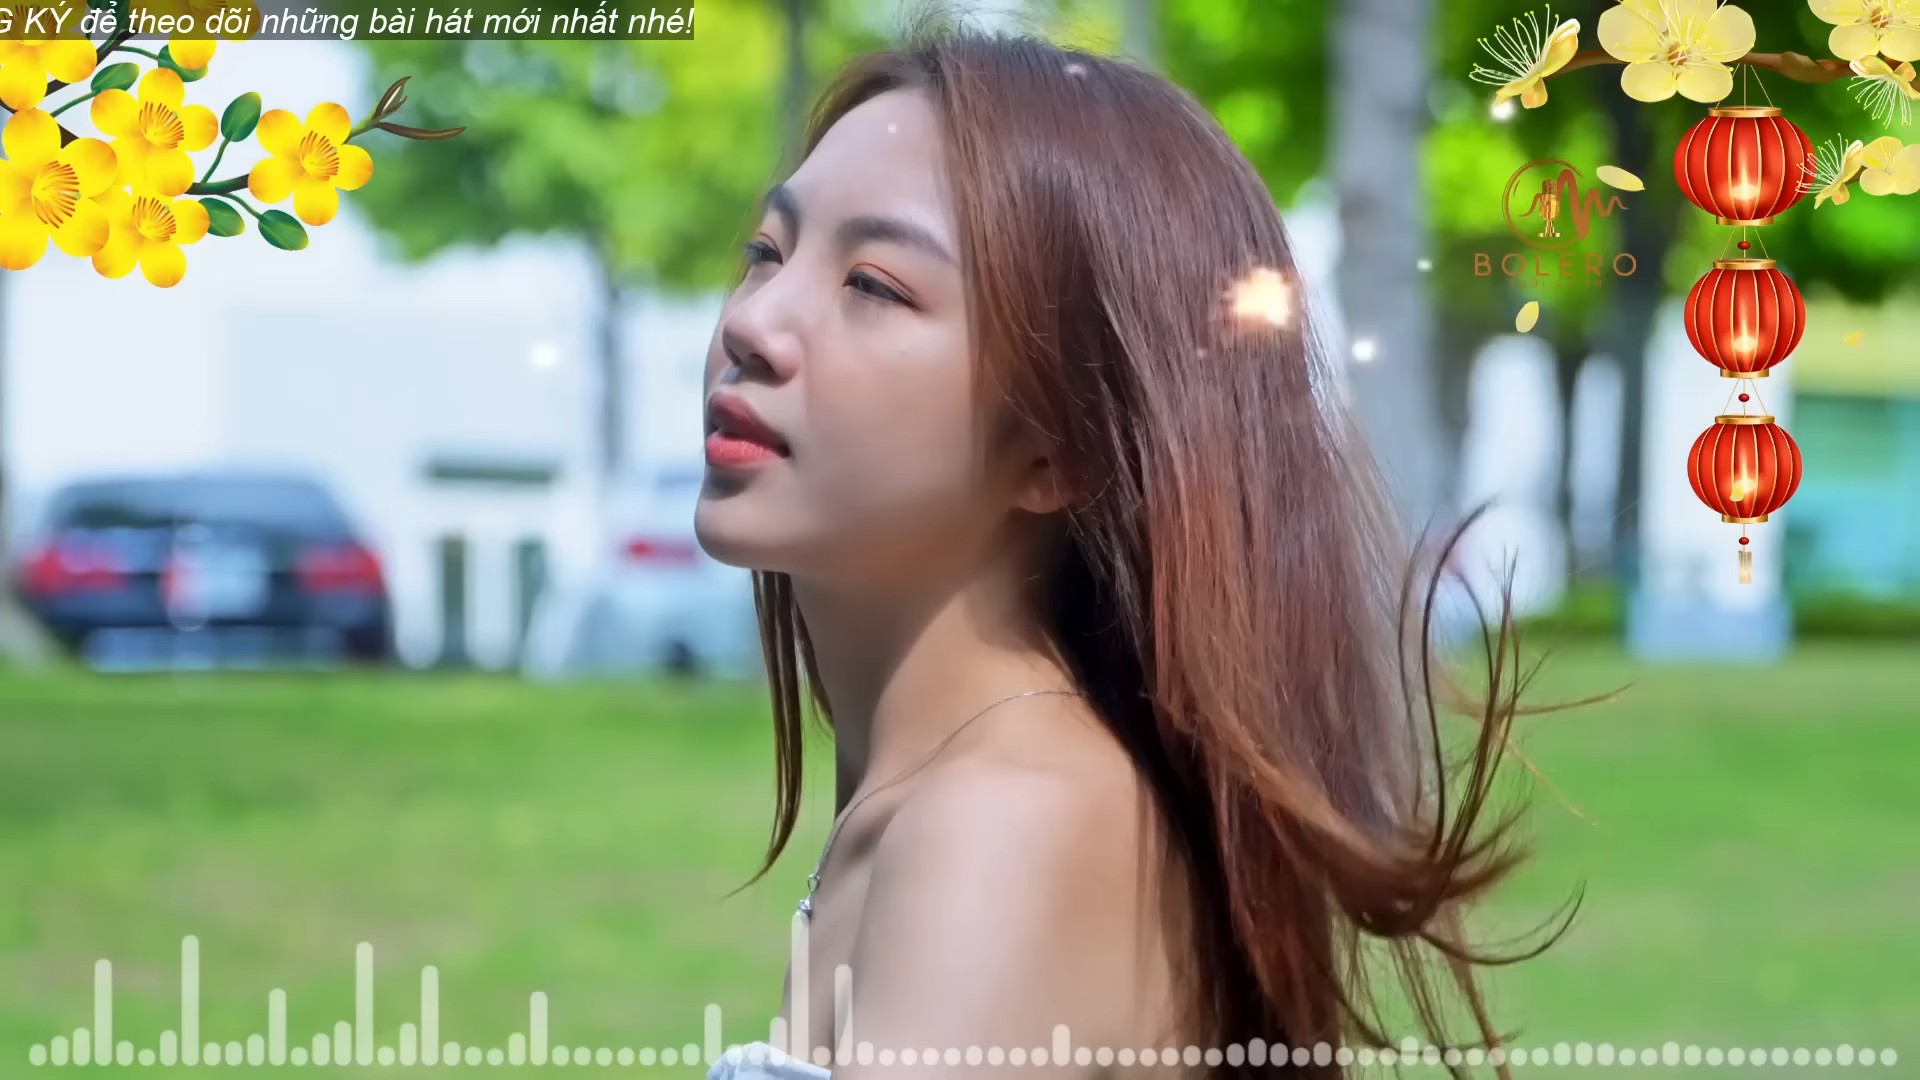 G KÝ để theo dõi những bài hát mới nhất nhé!
BOLERO